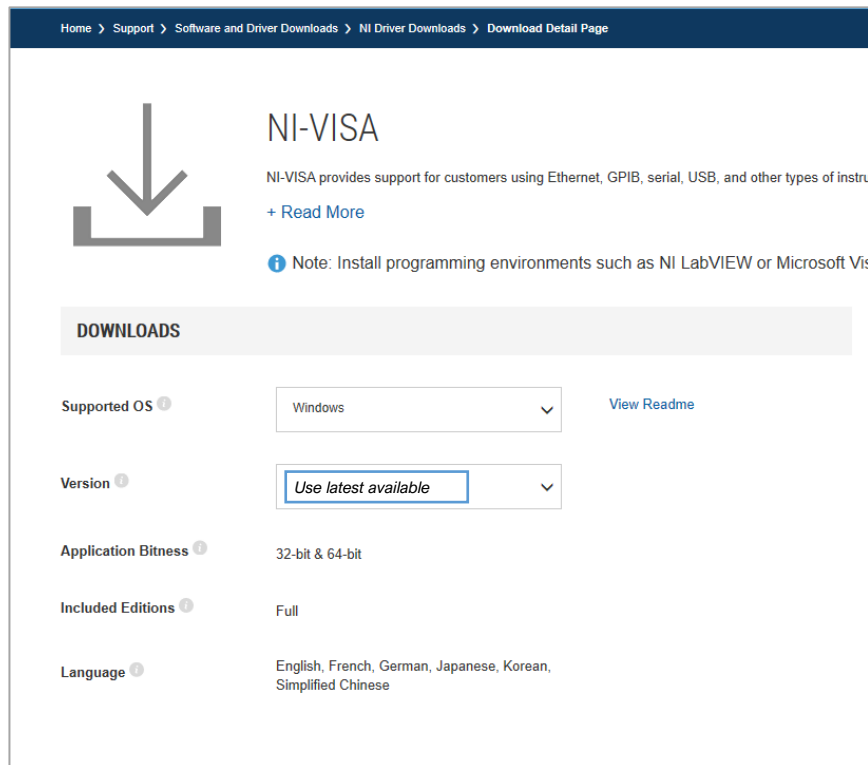 Home > Support > Software and Driver Downloads > NI Driver Downloads > Download Detail Page
NI-VISA
NI-VISA provides support for customers using Ethernet, GPIB, serial, USB, and other types of
+ Read More
Note: Install programming environments such as NI LabVIEW or Microsoft
DOWNLOADS
Supported OS
Windows
View Readme
Version
Use latest available
Application Bitness
32-bit & 64-bit
Included Editions
Full
Language
English, French, German, Japanese, Korean,
Simplified Chinese